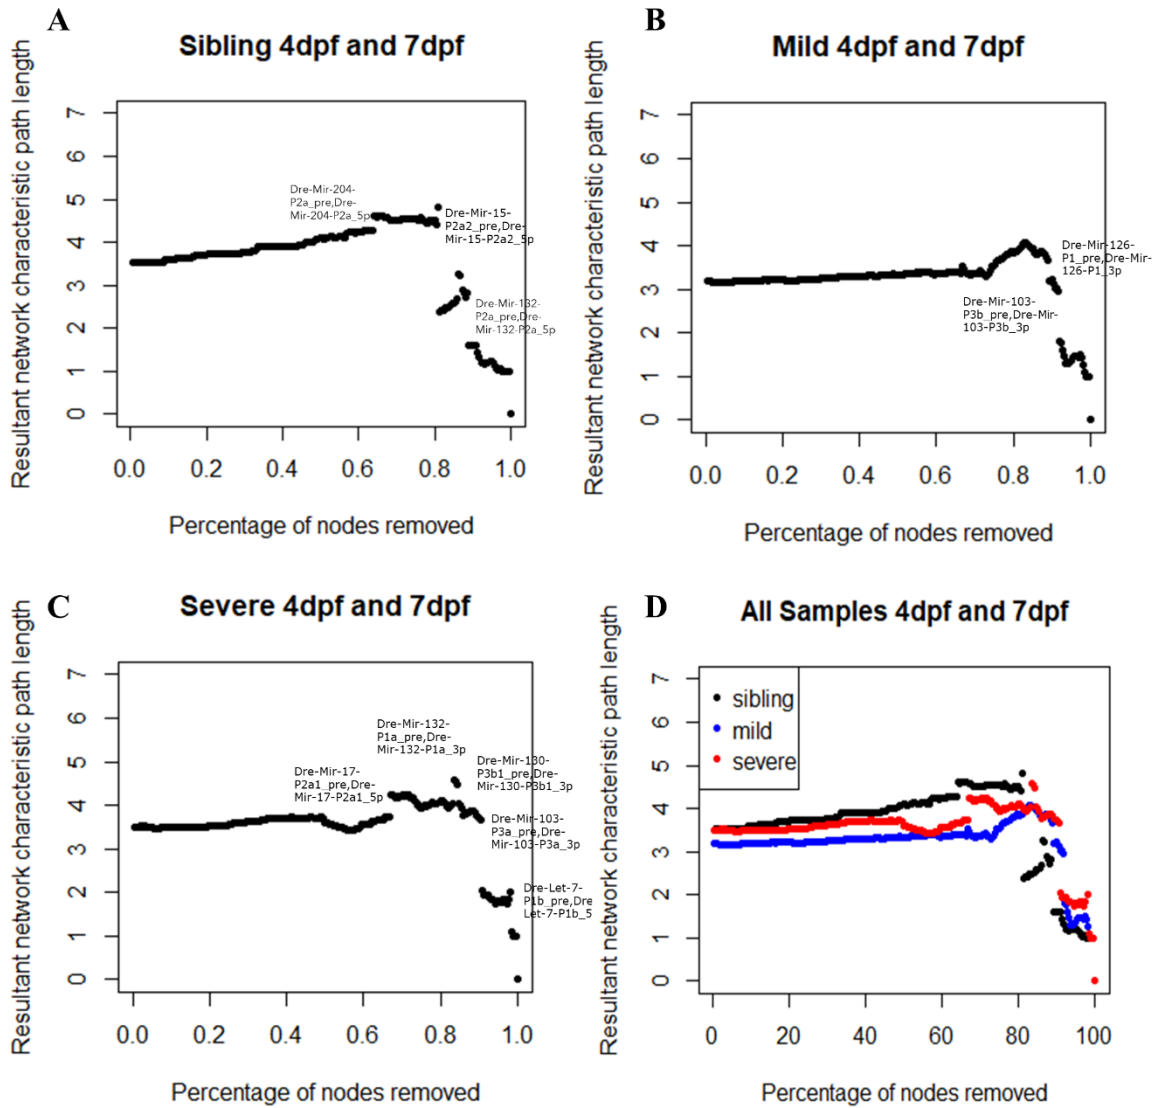 A
Sibling 4dpf and 7dpf
Resultant network characteristic path length
7
6
5
4
3
2
1
0
Dre-Mir-204-
P2a_pre,Dre-
Mir-204-P2a_5p
Dre-Mir-15-
P2a2_pre,Dre-
Mir-15-P2a2_5p
Dre-Mir-132-
P2a_pre,Dre-
Mir-132-P2a_5p
0.0 0.2 0.4 0.6 0.8 1.0
Percentage of nodes removed
B
Mild 4dpf and 7dpf
Resultant network characteristic path length
7
6
5
4
3
2
1
0
Dre-Mir-126-
P1_pre,Dre-Mir-
126-P1_3p
Dre-Mir-103-
P3b_pre,Dre-Mir-
103-P3b_3p
0.0 0.2 0.4 0.6 0.8 1.0
Percentage of nodes removed
C
Severe 4dpf and 7dpf
Resultant network characteristic path length
7
6
5
4
3
2
1
0
Dre-Mir-132-
P1a_pre,Dre-
Mir-132-P1a_3p
Dre-Mir-17-
P2a1_pre,Dre-
Mir-17-P2a1_5p
Dre-Mir-130-
P3b1_pre,Dre-
Mir-130-P3b1_3p
Dre-Mir-103-
P3a_pre,Dre-
Mir-103-P3a_3p
Dre-Let-7-
P1b_pre,Dre
Let-7-P1b_5
0.0 0.2 0.4 0.6 0.8 1.0
Percentage of nodes removed
D
All Samples 4dpf and 7dpf
Resultant network characteristic path length
7
6
5
4
3
2
1
0
sibling
mild
severe
0 20 40 60 80 100
Percentage of nodes removed